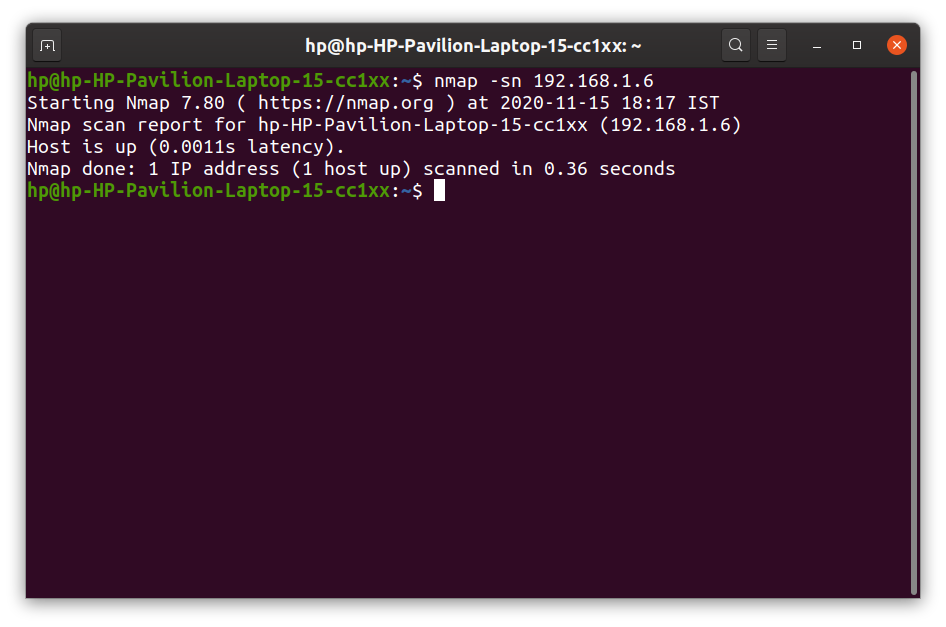 hp@hp-HP-Pavilion-Laptop-15-cc1xx: ~
hp@hp-HP-Pavilion-Laptop-15-cc1xx:~$ nmap -sn 192.168.1.6
Starting Nmap 7.80 ( https://nmap.org ) at 2020-11-15 18:17 IST
Nmap scan report for hp-HP-Pavilion-Laptop-15-cc1xx (192.168.1.6)
Host is up (0.0011s latency).
Nmap done: 1 IP address (1 host up) scanned in 0.36 seconds
hp@hp-HP-Pavilion-Laptop-15-cc1xx:~$